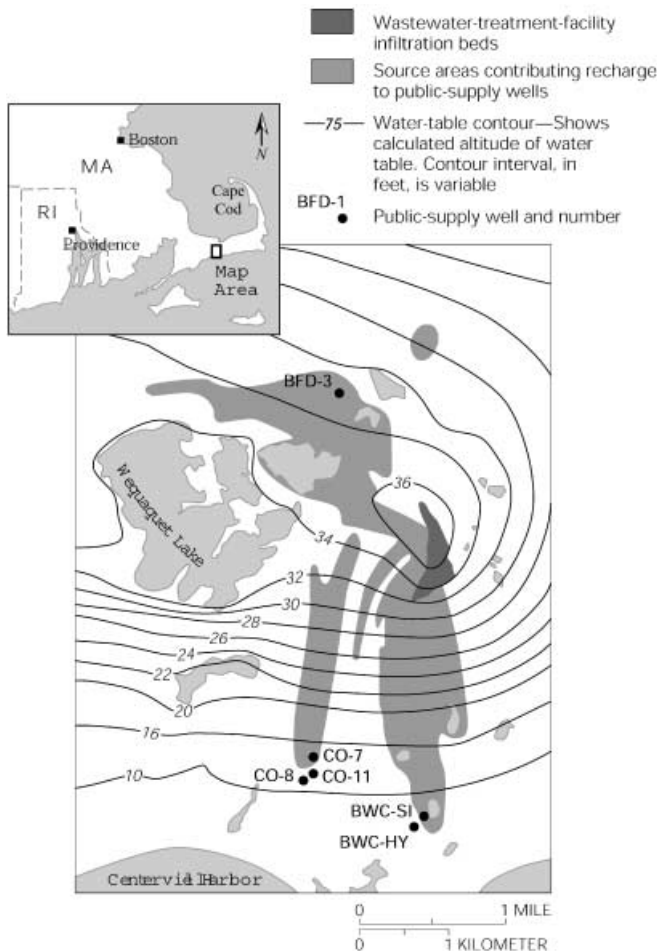 Wastewater-treatment-facility
infiltration beds
Source areas contributing recharge
to public-supply wells
75 Water-table contour—Shows
calculated altitude of water
table. Contour interval, in
feet, is variable
BFD-1
Public-supply well and number
Boston
N
MA
Cape
Cod
RI
Providence
Map
Area
BFD-3
Wequaquet Lake
36
34
32
30
28
26
24
22
20
16
10
CO-7
CO-8
CO-11
BWC-SI
BWC-HY
Centerville Harbor
0 1 MILE
0 1 KILOMETER